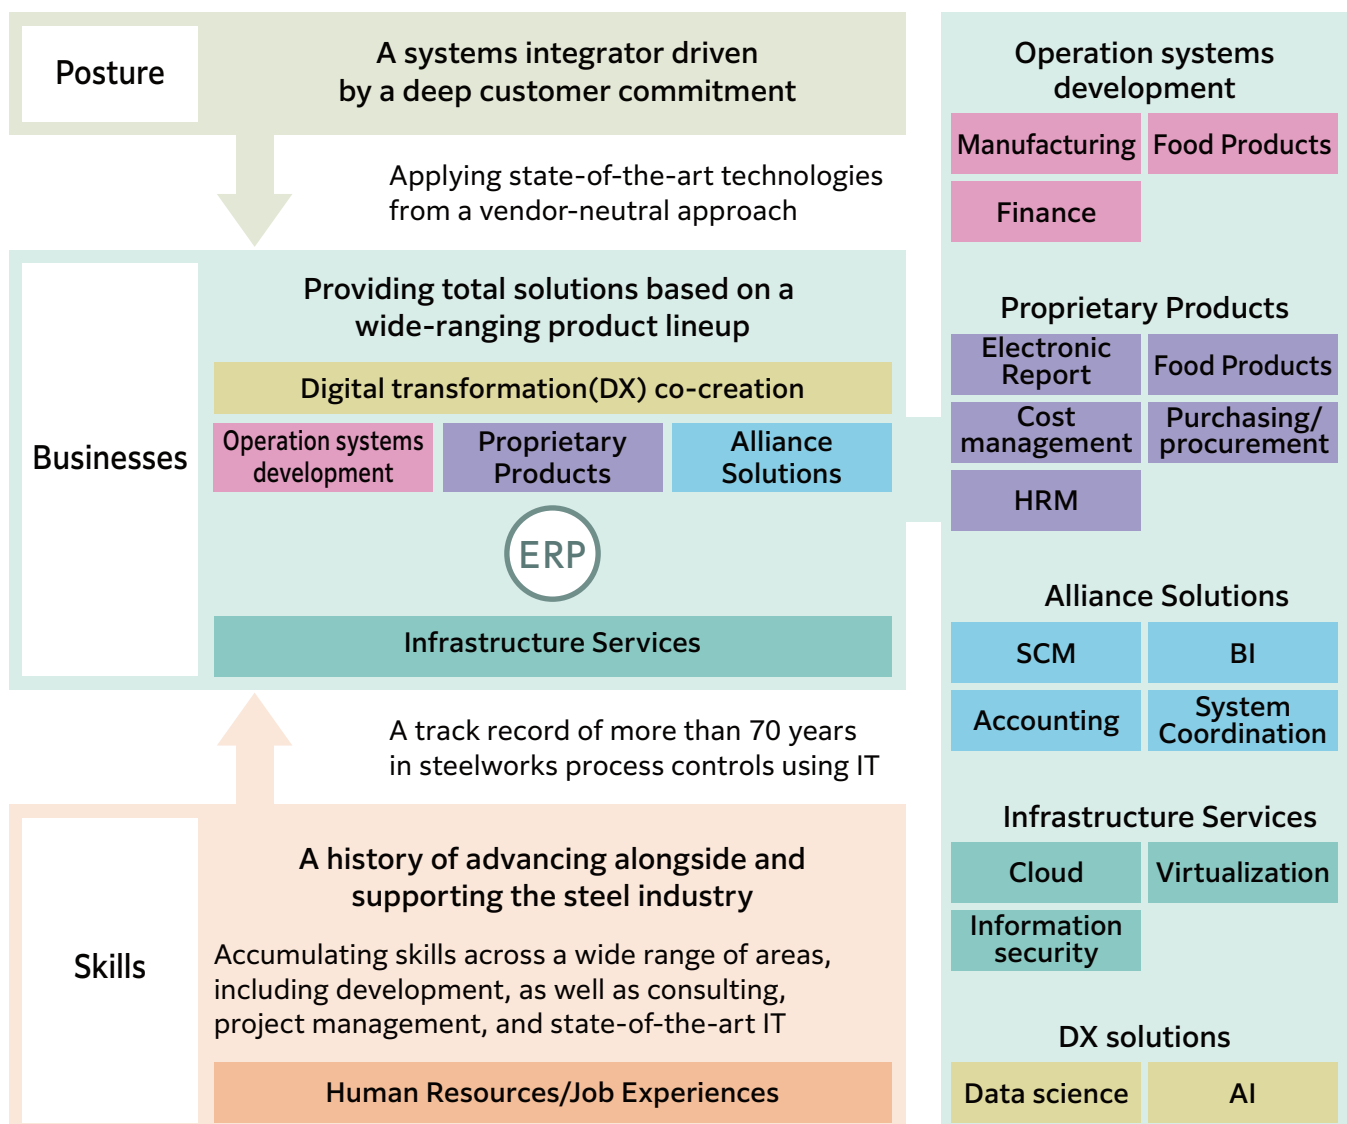 Posture
A systems integrator driven
by a deep customer commitment
Applying state-of-the-art technologies
from a vendor-neutral approach
Businesses
Providing total solutions based on a
wide-ranging product lineup
Digital transformation(DX) co-creation
Operation systems
development
Proprietary
Products
Alliance
Solutions
ERP
Infrastructure Services
A track record of more than 70 years
in steelworks process controls using IT
Skills
A history of advancing alongside and
supporting the steel industry
Accumulating skills across a wide range of areas,
including development, as well as consulting,
project management, and state-of-the-art IT
Human Resources/Job Experiences
Operation systems
development
Manufacturing
Food Products
Finance
Proprietary Products
Electronic
Report
Food Products
Cost
management
Purchasing/
procurement
HRM
Alliance Solutions
SCM
BI
Accounting
System
Coordination
Infrastructure Services
Cloud
Virtualization
Information
security
DX solutions
Data science
AI